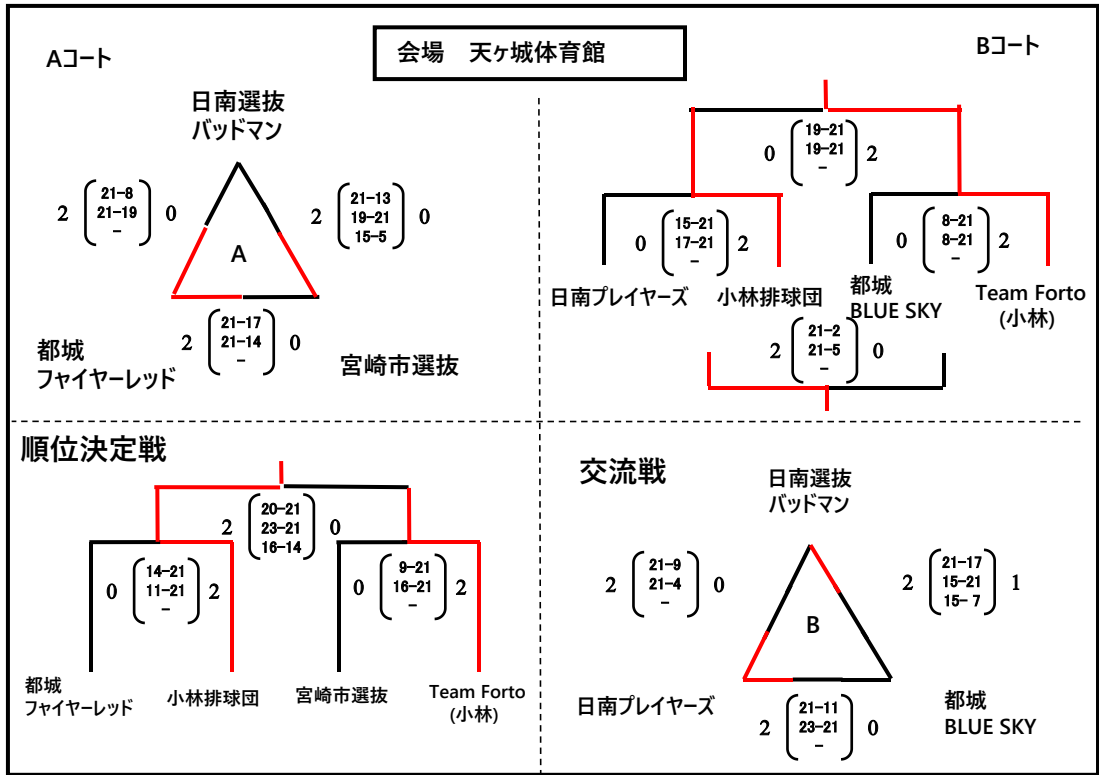 会場　天ヶ城体育館
Aコート
日南選抜
バッドマン
2
21-8
21-19
-
0
2
21-13
19-21
15-5
0
A
都城
ファイヤーレッド
2
21-17
21-14
-
0
宮崎市選抜
Bコート
0
19-21
19-21
-
2
0
15-21
17-21
-
2
0
8-21
8-21
-
2
日南プレイヤーズ
小林排球団
都城
BLUE SKY
Team Forto
(小林)
2
21-2
21-5
-
0
順位決定戦
2
20-21
23-21
16-14
0
0
14-21
11-21
-
2
0
9-21
16-21
-
2
都城
ファイヤーレッド
小林排球団
宮崎市選抜
Team Forto
(小林)
交流戦
日南選抜
バッドマン
2
21-9
21-4
-
0
2
21-17
15-21
15- 7
1
B
日南プレイヤーズ
2
21-11
23-21
-
0
都城
BLUE SKY